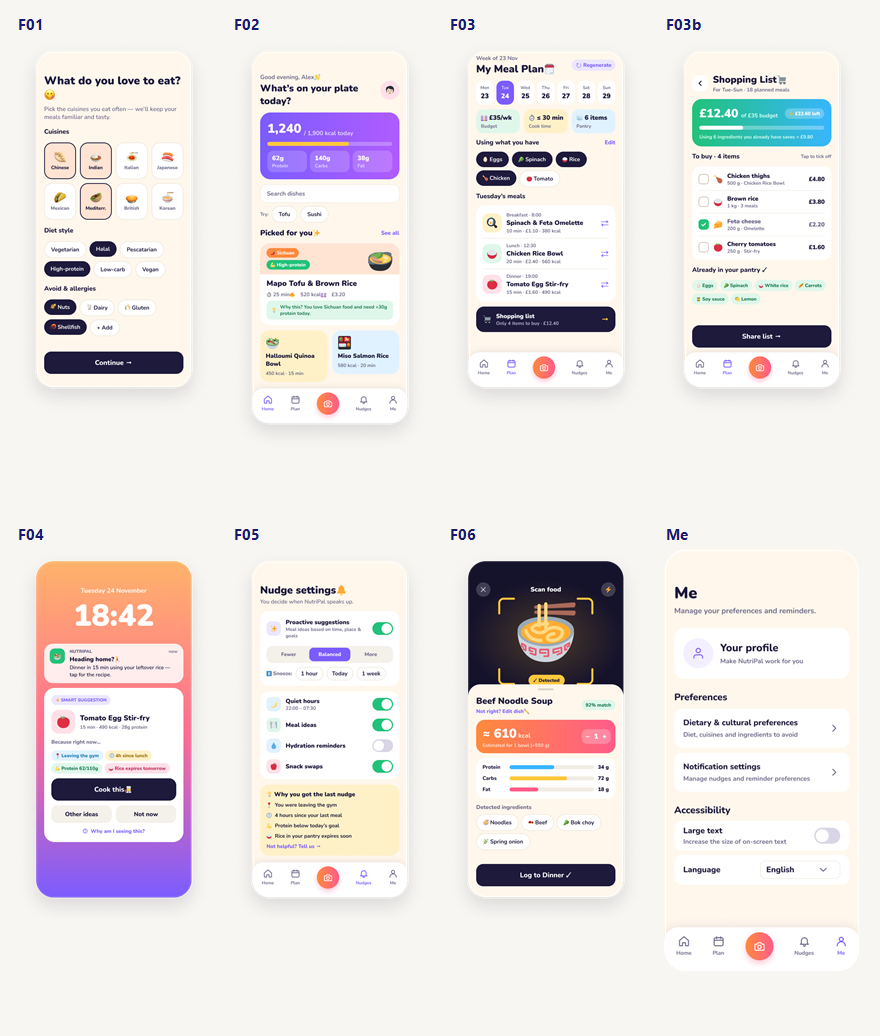 F01
What do you love to eat?
Pick the cuisines you eat often — we'll keep your
meals familiar and tasty.
Cuisines
Chinese
Indian
Italian
Japanese
Mexican
Mediterr.
British
Korean
Diet style
Vegetarian
Halal
Pescatarian
High-protein
Low-carb
Vegan
Avoid & allergies
Nuts
Dairy
Gluten
Shellfish
+ Add
Continue →
F02
Good evening, Alex
What's on your plate
today?
1,240 / 1,900 kcal today
62g
Protein
140g
Carbs
38g
Fat
Search dishes
Try:
Tofu
Sushi
Picked for you
See all
Sichuan
High-protein
Mapo Tofu & Brown Rice
25 min
520 kcal
£3.20
Why this? You love Sichuan food and need +30g
protein today.
Halloumi Quinoa
Bowl
450 kcal · 15 min
Miso Salmon Rice
580 kcal · 20 min
Home
Plan
Nudges
Me
F03
Week of 23 Nov
My Meal Plan
Regenerate
Mon
23
Tue
24
Wed
25
Thu
26
Fri
27
Sat
28
Sun
29
£35/wk
Budget
≤ 30 min
Cook time
6 items
Pantry
Using what you have
Edit
Eggs
Spinach
Rice
Chicken
Tomato
Tuesday's meals
Breakfast · 8:00
Spinach & Feta Omelette
10 min · £1.10 · 380 kcal
Lunch · 12:30
Chicken Rice Bowl
20 min · £2.40 · 560 kcal
Dinner · 19:00
Tomato Egg Stir-fry
15 min · £1.60 · 490 kcal
Shopping list
Only 4 items to buy · £12.40
→
Home
Plan
Nudges
Me
F03b
Shopping List
For Tue-Sun · 18 planned meals
£12.40 of £35 budget
£22.60 left
Using 6 ingredients you already have saves ≈ £9.80
To buy · 4 items
Tap to tick off
Chicken thighs
500 g · Chicken Rice Bowl
£4.80
Brown rice
1 kg · 3 meals
£3.80
Feta cheese
200 g · Omelette
£2.20
Cherry tomatoes
250 g · Stir-fry
£1.60
Already in your pantry ✓
Eggs
Spinach
White rice
Carrots
Soy sauce
Lemon
Share list →
Home
Plan
Nudges
Me
F04
Tuesday 24 November
18:42
NUTRIPAL
now
Heading home?
Dinner in 15 min using your leftover rice —
tap for the recipe.
SMART SUGGESTION
Tomato Egg Stir-fry
15 min · 490 kcal · 28g protein
Because right now...
Leaving the gym
4h since lunch
Protein 62/110g
Rice expires tomorrow
Cook this
Other ideas
Not now
Why am I seeing this?
F05
Nudge settings
You decide when NutriPal speaks up.
Proactive suggestions
Meal ideas based on time, place &
goals
Fewer
Balanced
More
Snooze:
1 hour
Today
1 week
Quiet hours
22:00 – 07:30
Meal ideas
Hydration reminders
Snack swaps
Why you got the last nudge
You were leaving the gym
4 hours since your last meal
Protein below today's goal
Rice in your pantry expires soon
Not helpful? Tell us →
Home
Plan
Nudges
Me
F06
Scan food
✓ Detected
Beef Noodle Soup
Not right? Edit dish
92% match
≈ 610 kcal
Estimated for 1 bowl (≈550 g)
− 1 +
Protein
34 g
Carbs
72 g
Fat
18 g
Detected ingredients
Noodles
Beef
Bok choy
Spring onion
Log to Dinner ✓
Me
Me
Manage your preferences and reminders.
Your profile
Make NutriPal work for you
Preferences
Dietary & cultural preferences
Diet, cuisines and ingredients to avoid
Notification settings
Manage nudges and reminder preferences
Accessibility
Large text
Increase the size of on-screen text
Language
English
Home
Plan
Nudges
Me